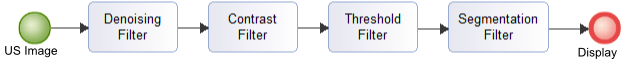 US Image
Denoising
Filter
Contrast
Filter
Threshold
Filter
Segmentation
Filter
Display